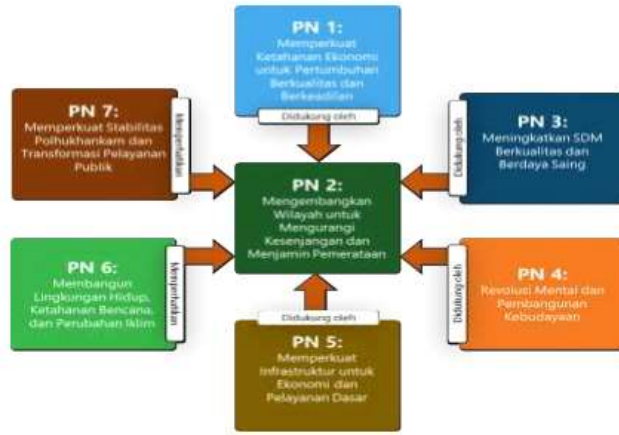 PN 1:
Memperkuat
Ketahanan Ekonomi
untuk Pertumbuhan
Berkualitas dan
Berkeadilan
Didukung oleh
PN 7:
Memperkuat Stabilitas
Polhukhankam dan
Transformasi Pelayanan
Publik
Memperhatikan
PN 3:
Meningkatkan SDM
Berkualitas dan
Berdaya Saing
Didukung oleh
PN 2:
Mengembangkan
Wilayah untuk
Mengurangi
Kesenjangan dan
Menjamin Pemerataan
PN 6:
Membangun
Lingkungan Hidup,
Ketahanan Bencana,
dan Perubahan Iklim
Memperhatikan
PN 4:
Revolusi Mental dan
Pembangunan
Kebudayaan
Didukung oleh
Didukung oleh
PN 5:
Memperkuat
Infrastruktur untuk
Ekonomi dan
Pelayanan Dasar